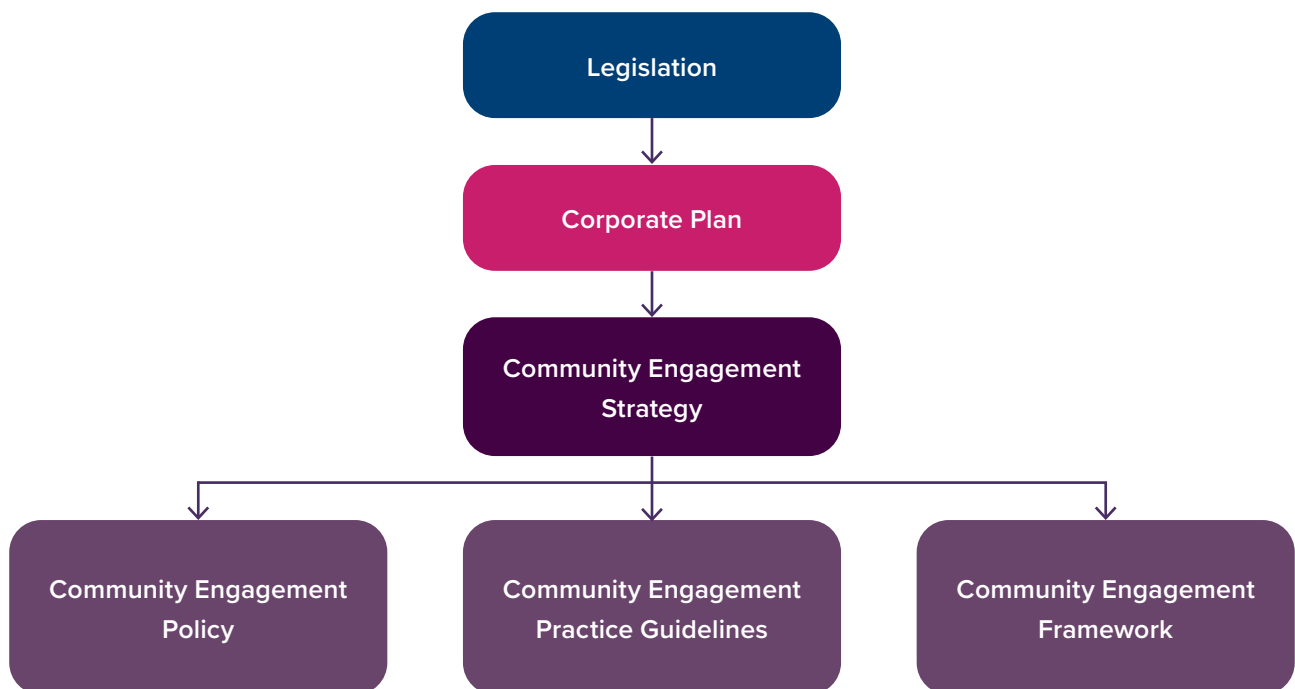 Legislation
Corporate Plan
Community Engagement
Strategy
Community Engagement
Policy
Community Engagement
Practice Guidelines
Community Engagement
Framework